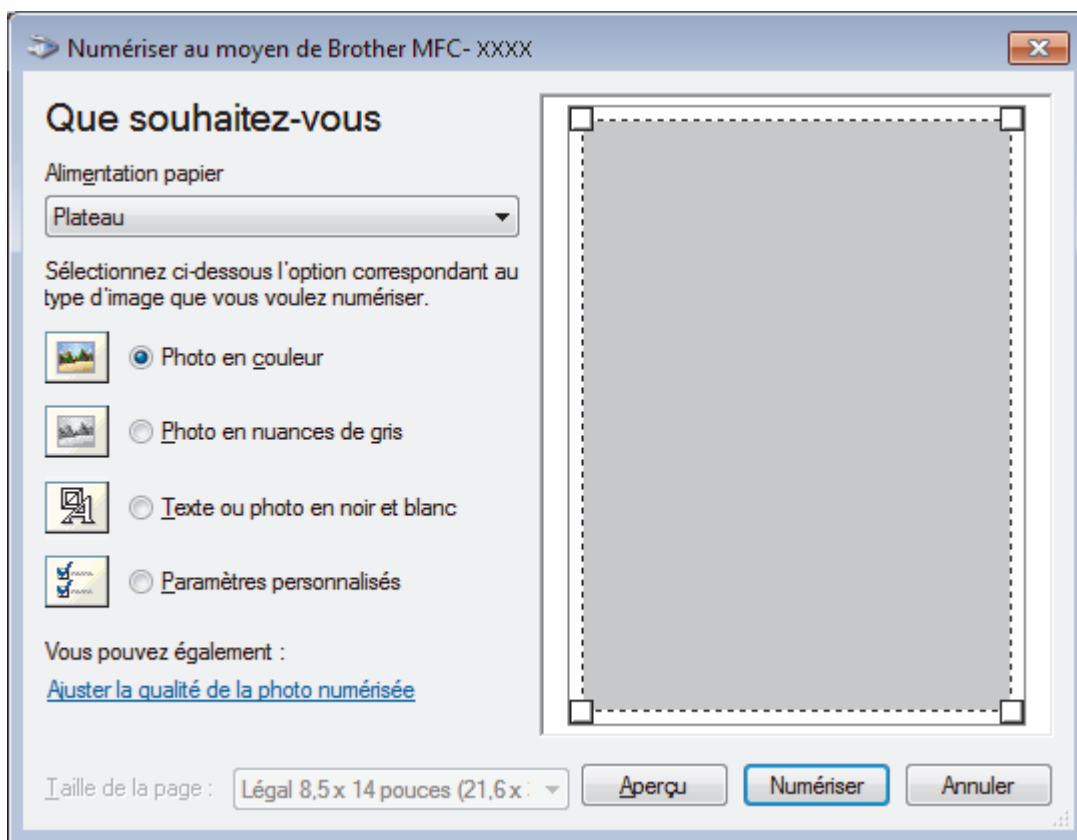 Numériser au moyen de Brother MFC- XXXX
Que souhaitez-vous
Alimentation papier
Plateau
Sélectionnez ci-dessous l'option correspondant au
type d'image que vous voulez numériser.
Photo en couleur
Photo en nuances de gris
Texte ou photo en noir et blanc
Paramètres personnalisés
Vous pouvez également :
Ajuster la qualité de la photo numérisée
Taille de la page : Légal 8,5 x 14 pouces (21,6 x Aperçu Numériser Annuler